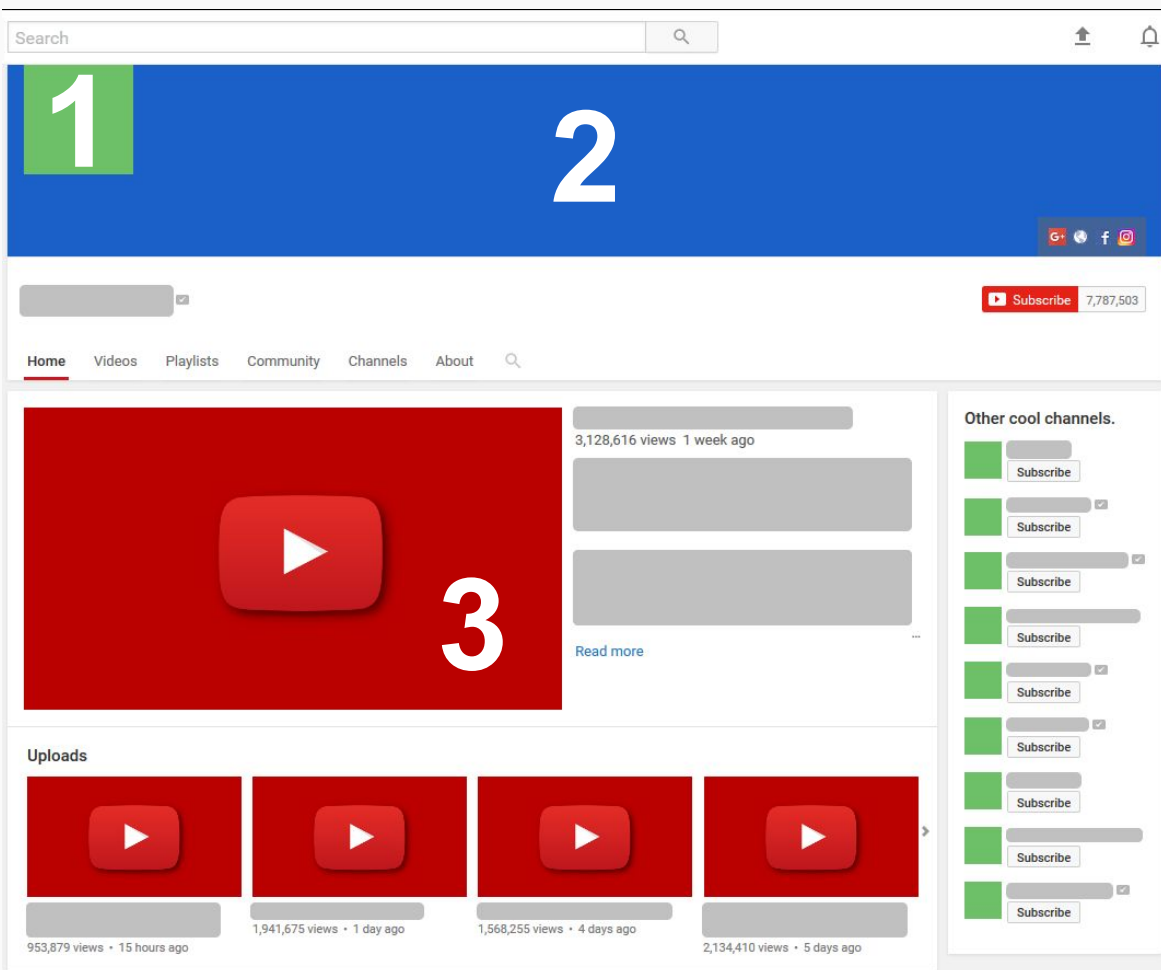 Search
1
2
G+ f
Subscribe 7,787,503
Home Videos Playlists Community Channels About
3
3,128,616 views 1 week ago
...
Read more
Other cool channels.
Subscribe
Subscribe
Subscribe
Subscribe
Subscribe
Subscribe
Subscribe
Subscribe
Subscribe
Uploads
953,879 views • 15 hours ago
1,941,675 views • 1 day ago
1,568,255 views • 4 days ago
2,134,410 views • 5 days ago